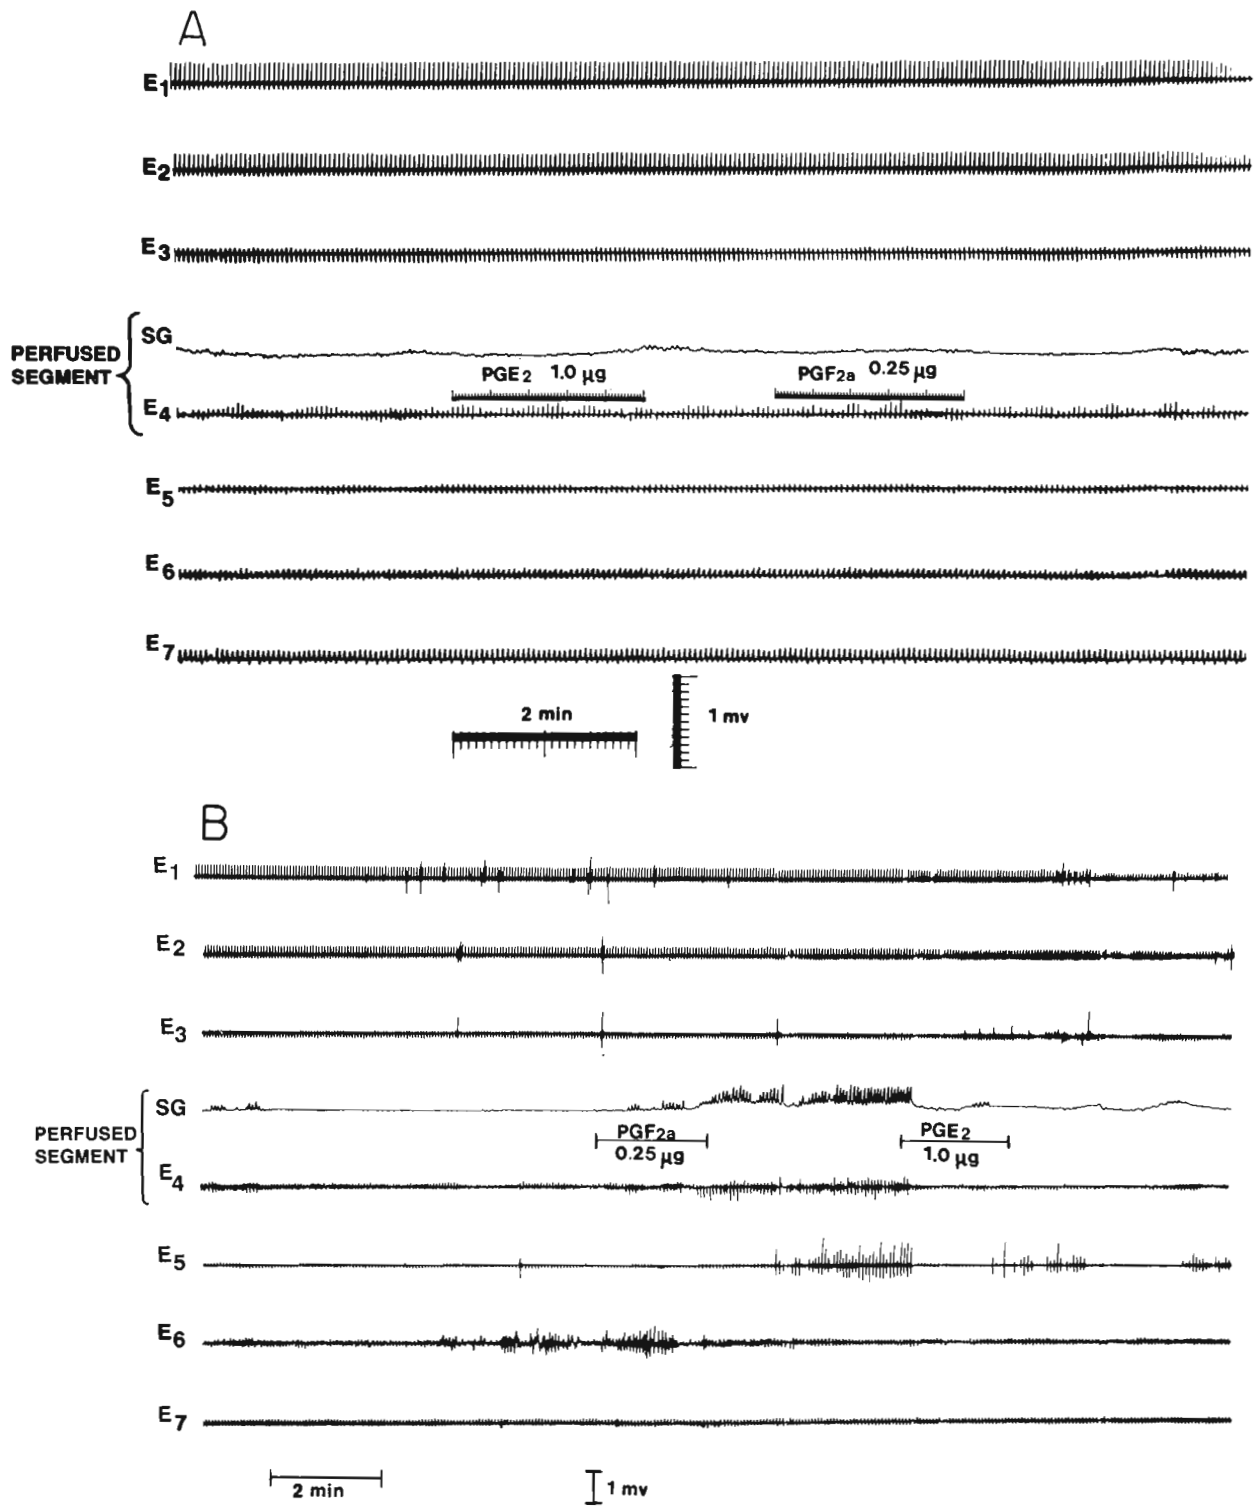 A
E1
E2
E3
SG
PERFUSED
SEGMENT
PGE2 1.0 μg
PGF2a 0.25 μg
E4
E5
E6
E7
2 min
1 mv
B
E1
E2
E3
SG
PERFUSED
SEGMENT
PGF2a
0.25 μg
PGE2
1.0 μg
E4
E5
E6
E7
2 min
1 mv